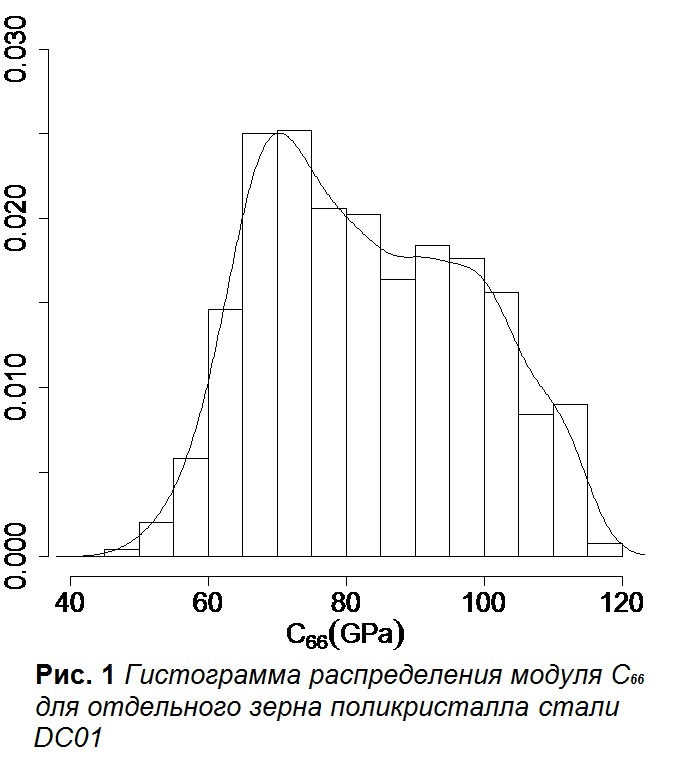 0.030
0.020
0.010
0.000
40 60 80 100 120
C66(GPa)
Рис. 1 Гистограмма распределения модуля C66
для отдельного зерна поликристалла стали
DC01